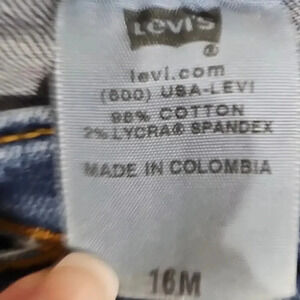 LEVI'S
®
levi.com
(800) USA-LEVI
98% COTTON
2% LYCRA® SPANDEX
MADE IN COLOMBIA
16M